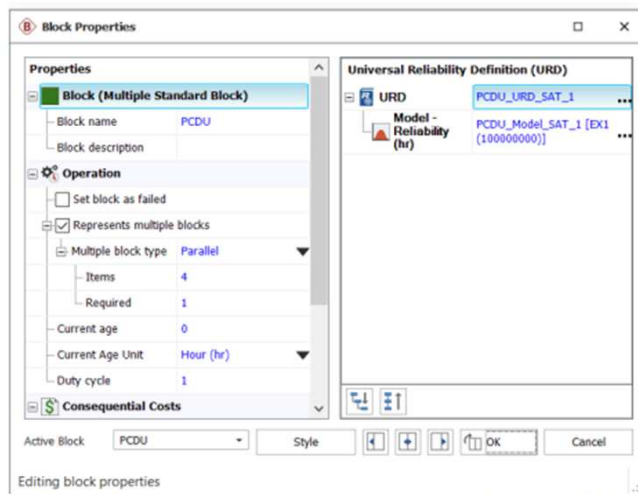 Block Properties
Properties
Block (Multiple Standard Block)
Block name PCDU
Block description
Operation
Set block as failed
Represents multiple blocks
Multiple block type Parallel
Items 4
Required 1
Current age 0
Current Age Unit Hour (hr)
Duty cycle 1
Consequential Costs
Universal Reliability Definition (URD)
URD PCDU_URD_SAT_1 ...
Model - Reliability (hr) PCDU_Model_SAT_1 [EX1 (100000000)] ...
Active Block PCDU Style OK Cancel
Editing block properties